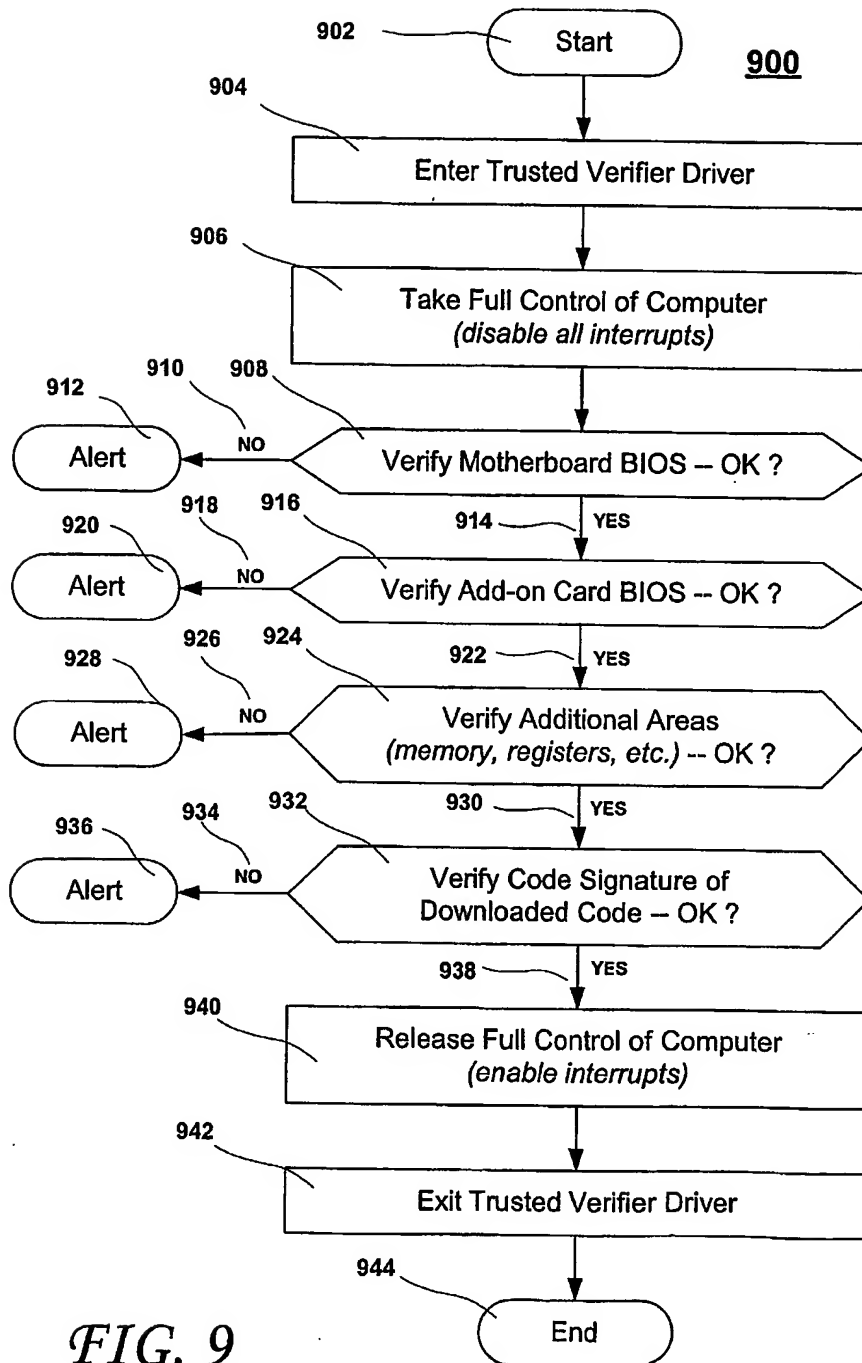 902
Start
900
904
Enter Trusted Verifier Driver
906
Take Full Control of Computer
(disable all interrupts)
910
908
912
Alert
NO
Verify Motherboard BIOS -- OK ?
914
YES
918
916
920
Alert
NO
Verify Add-on Card BIOS -- OK ?
922
YES
926
924
928
Alert
NO
Verify Additional Areas
(memory, registers, etc.) -- OK ?
930
YES
934
932
936
Alert
NO
Verify Code Signature of
Downloaded Code -- OK ?
938
YES
940
Release Full Control of Computer
(enable interrupts)
942
Exit Trusted Verifier Driver
944
End
FIG. 9